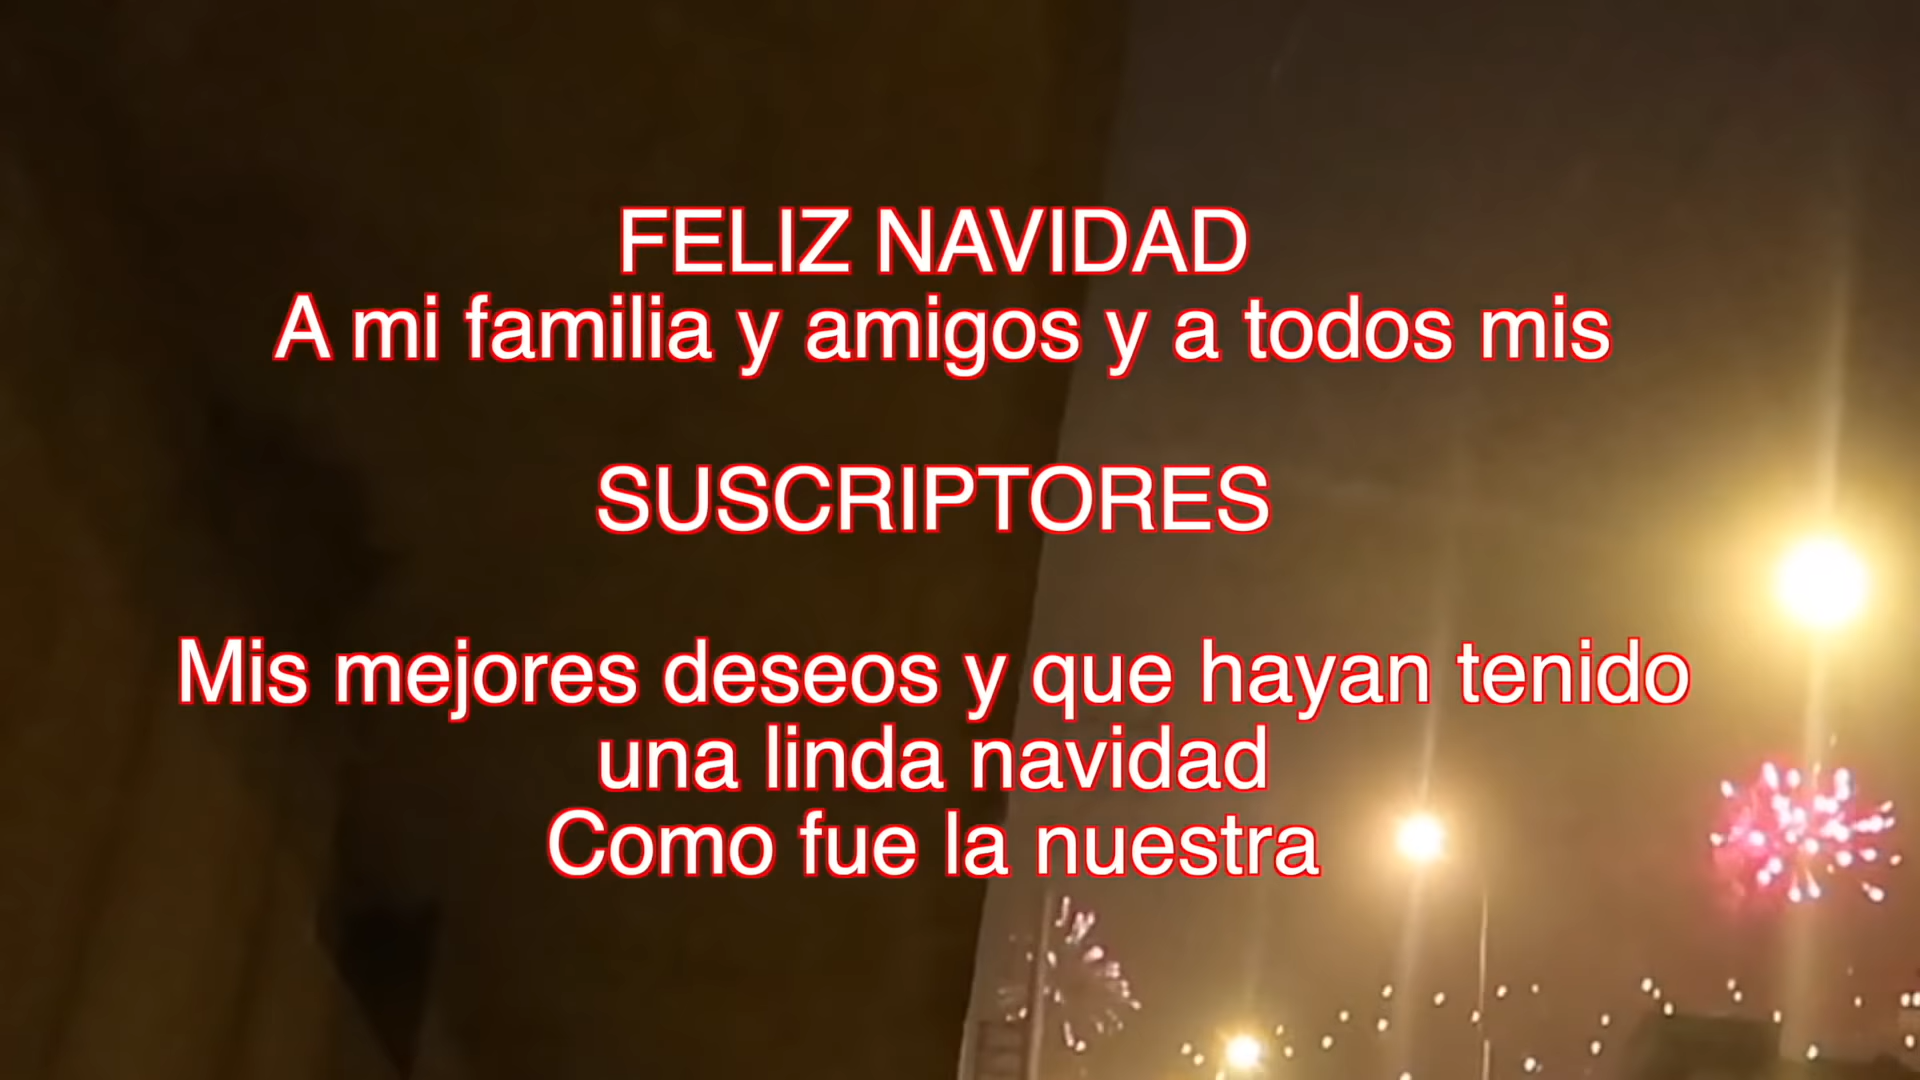 FELIZ NAVIDAD
A mi familia y amigos y a todos mis
SUSCRIPTORES
Mis mejores deseos y que hayan tenido
una linda navidad
Como fue la nuestra